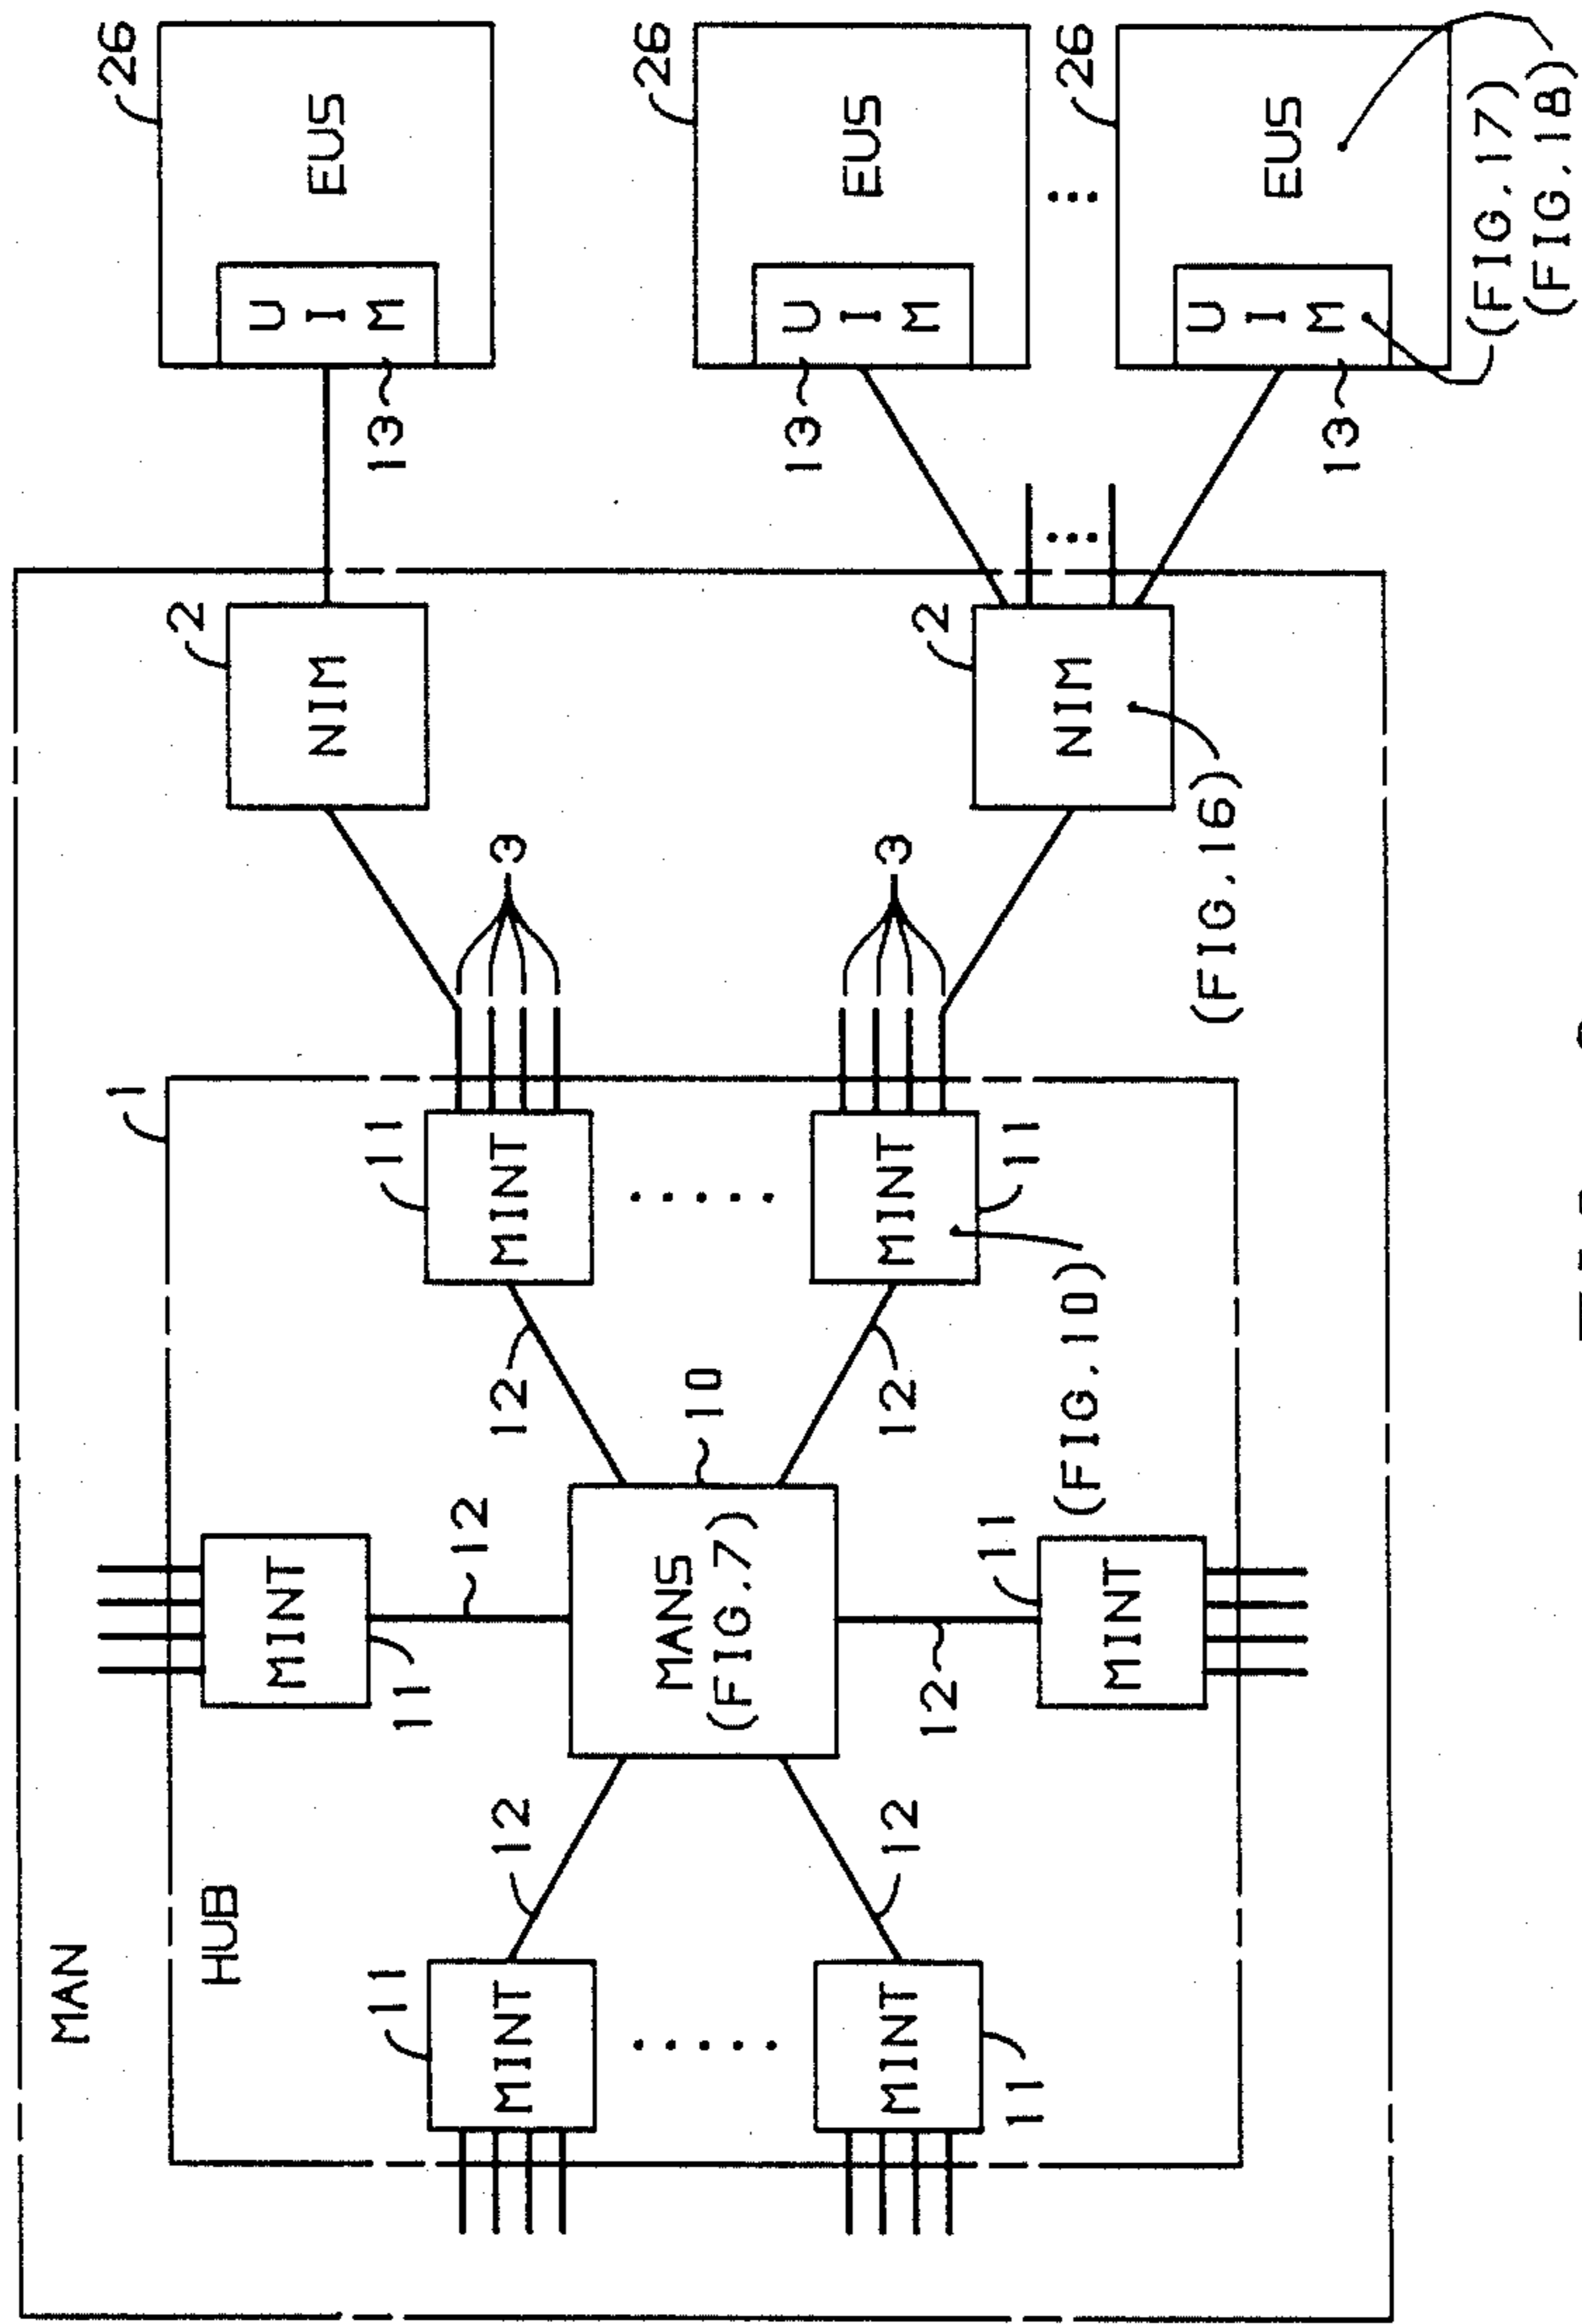 MAN
HUB
1
MINT
11
12
MINT
11
12
MINT
11
12
MANS
(FIG.7)
10
MINT
11
12
MINT
11
12
MINT
11
12
(FIG.10)
3
3
NIM
2
NIM
2
(FIG.16)
13
UIM
EUS
26
13
UIM
EUS
26
13
UIM
EUS
26
(FIG.17)
(FIG.18)